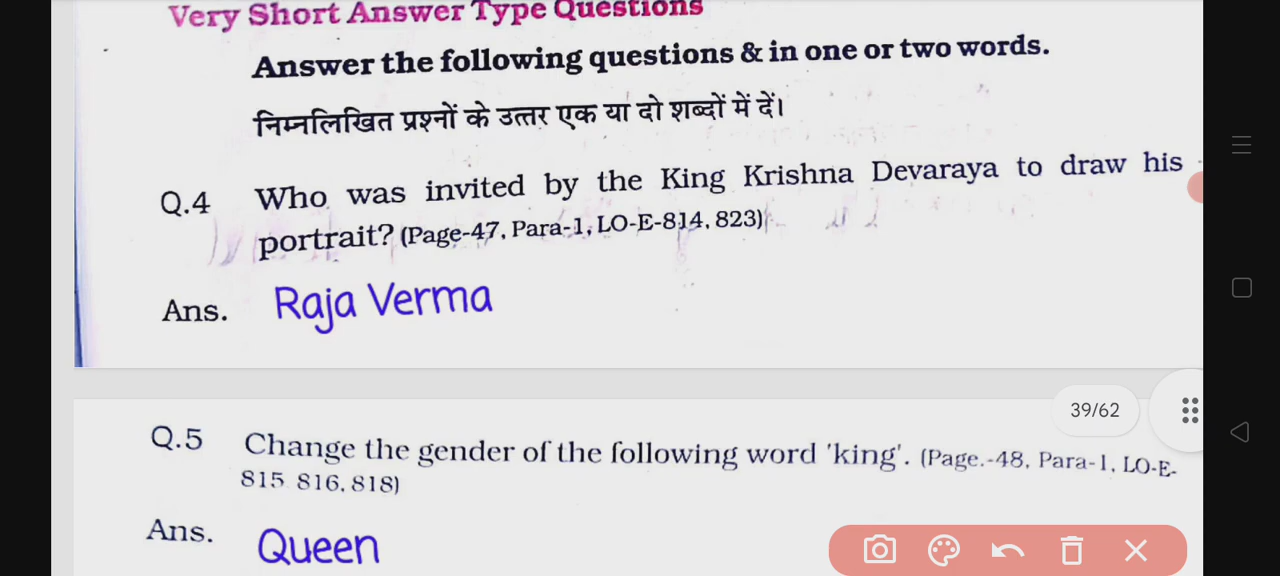 Very Short Answer Type Questions
Answer the following questions & in one or two words.
निम्नलिखित प्रश्नों के उत्तर एक या दो शब्दों में दें।
Q.4 Who was invited by the King Krishna Devaraya to draw his
portrait? (Page-47, Para-1, LO-E-814, 823)
Ans. Raja Verma
39/62
Q.5 Change the gender of the following word 'king'. (Page.-48, Para-1, LO-E-
815 816, 818)
Ans. Queen